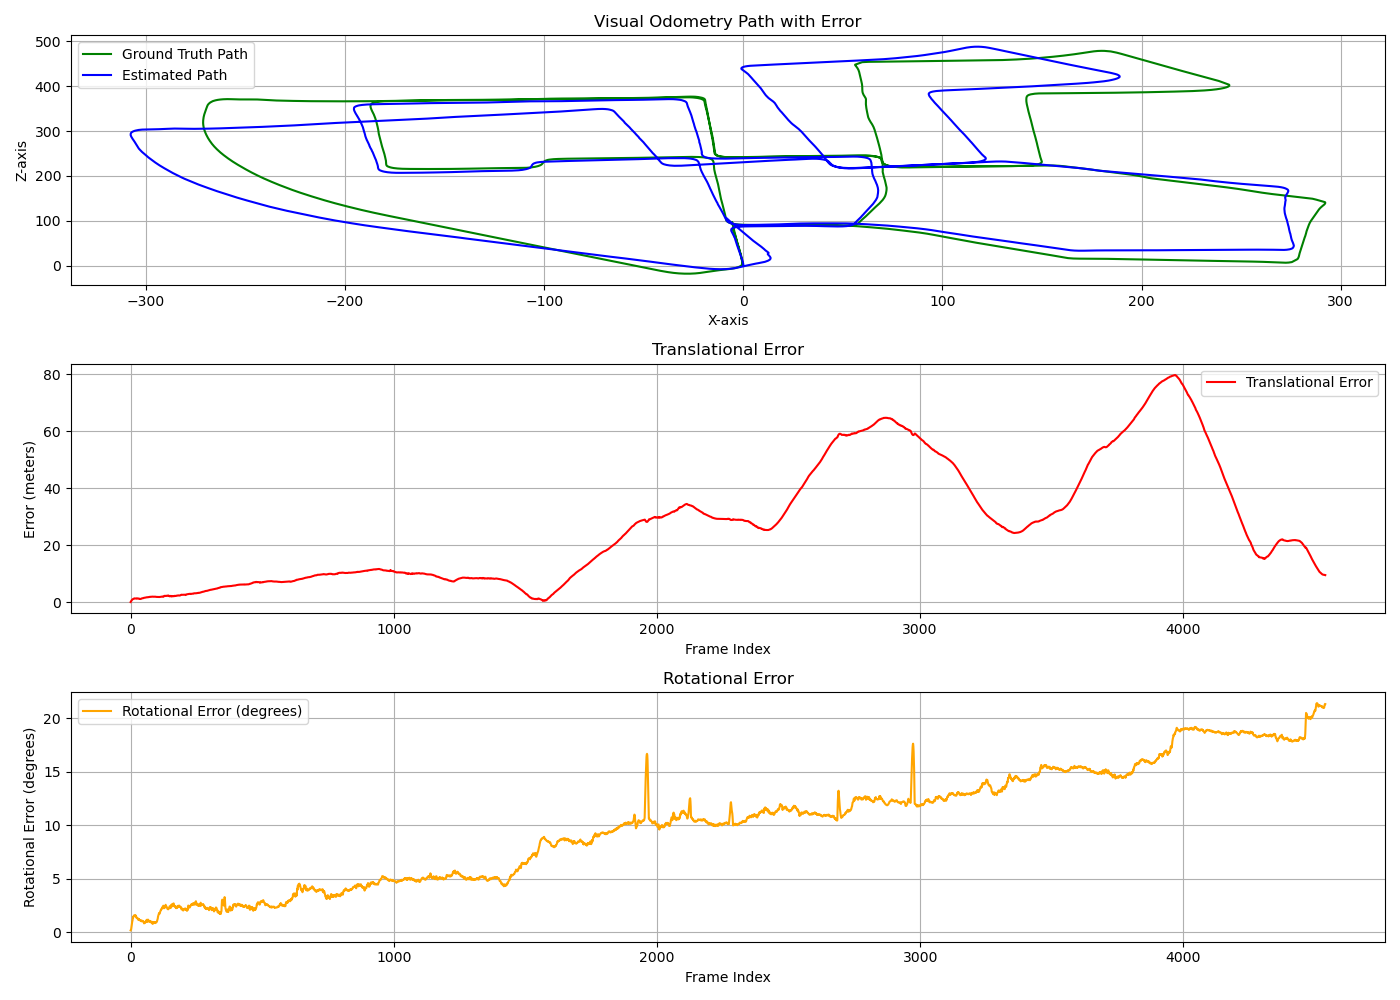 Visual Odometry Path with Error
500
400
300
200
100
0
Z-axis
Ground Truth Path
Estimated Path
−300 −200 −100 0 100 200 300
X-axis
Translational Error
80
60
40
20
0
Error (meters)
Translational Error
0 1000 2000 3000 4000
Frame Index
Rotational Error
20
15
10
5
0
Rotational Error (degrees)
Rotational Error (degrees)
0 1000 2000 3000 4000
Frame Index